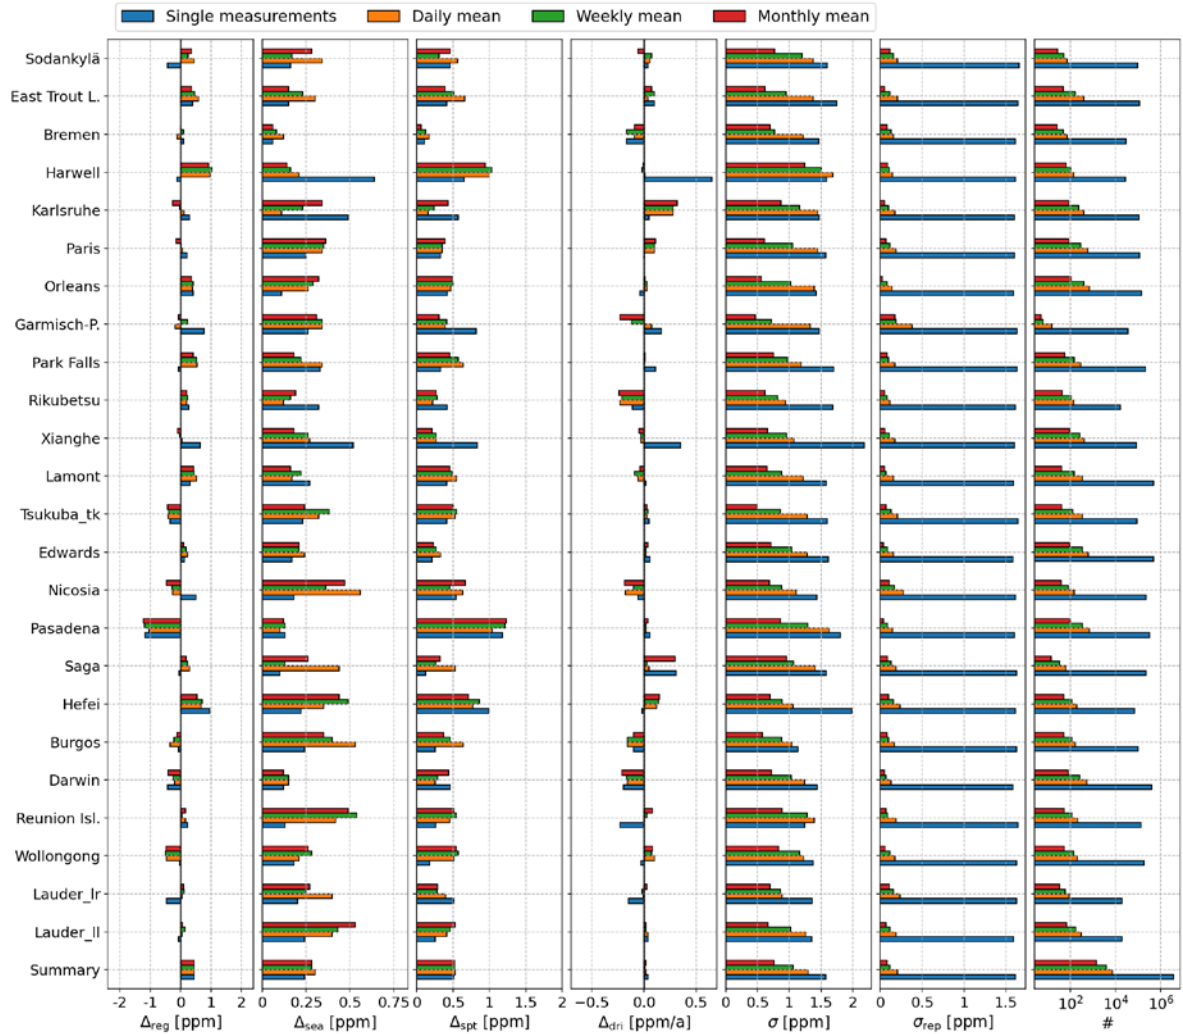 Single measurements Daily mean Weekly mean Monthly mean
Sodankylä
East Trout L.
Bremen
Harwell
Karlsruhe
Paris
Orleans
Garmisch-P.
Park Falls
Rikubetsu
Xianghe
Lamont
Tsukuba_tk
Edwards
Nicosia
Pasadena
Saga
Hefei
Burgos
Darwin
Reunion Isl.
Wollongong
Lauder_lr
Lauder_ll
Summary
-2 -1 0 1 2 0 0.25 0.5 0.75 0 0.5 1 1.5 2 −0.5 0.0 0.5 0 0.5 1 1.5 2 0 0.5 1 1.5 10² 10⁴ 10⁶
Δreg [ppm] Δsea [ppm] Δspt [ppm] Δdri [ppm/a] σ [ppm] σrep [ppm] #